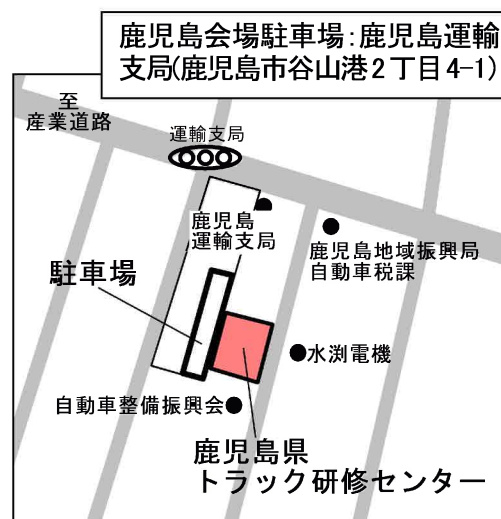 鹿児島会場駐車場:鹿児島運輸
支局(鹿児島市谷山港2丁目4-1)
至
産業道路
運輸支局
鹿児島
運輸支局
鹿児島地域振興局
自動車税課
駐車場
水渕電機
自動車整備振興会
鹿児島県
トラック研修センター